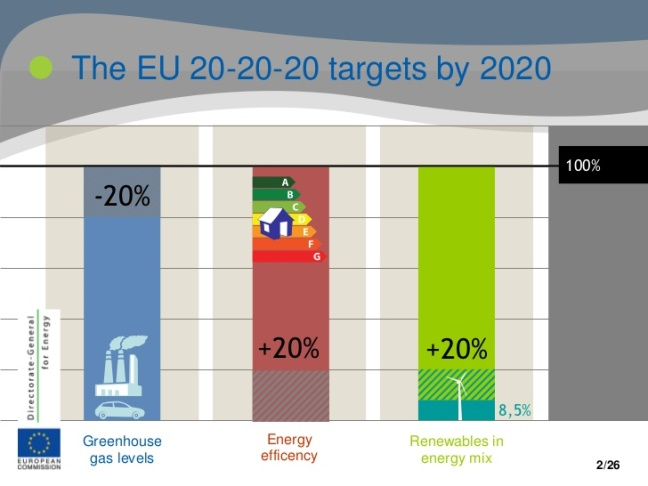 The EU 20-20-20 targets by 2020
100%
-20%
A
B
C
D
E
F
G
+20%
+20%
8,5%
Directorate-General
for Energy
EUROPEAN
COMMISSION
Greenhouse
gas levels
Energy
efficency
Renewables in
energy mix
2/26